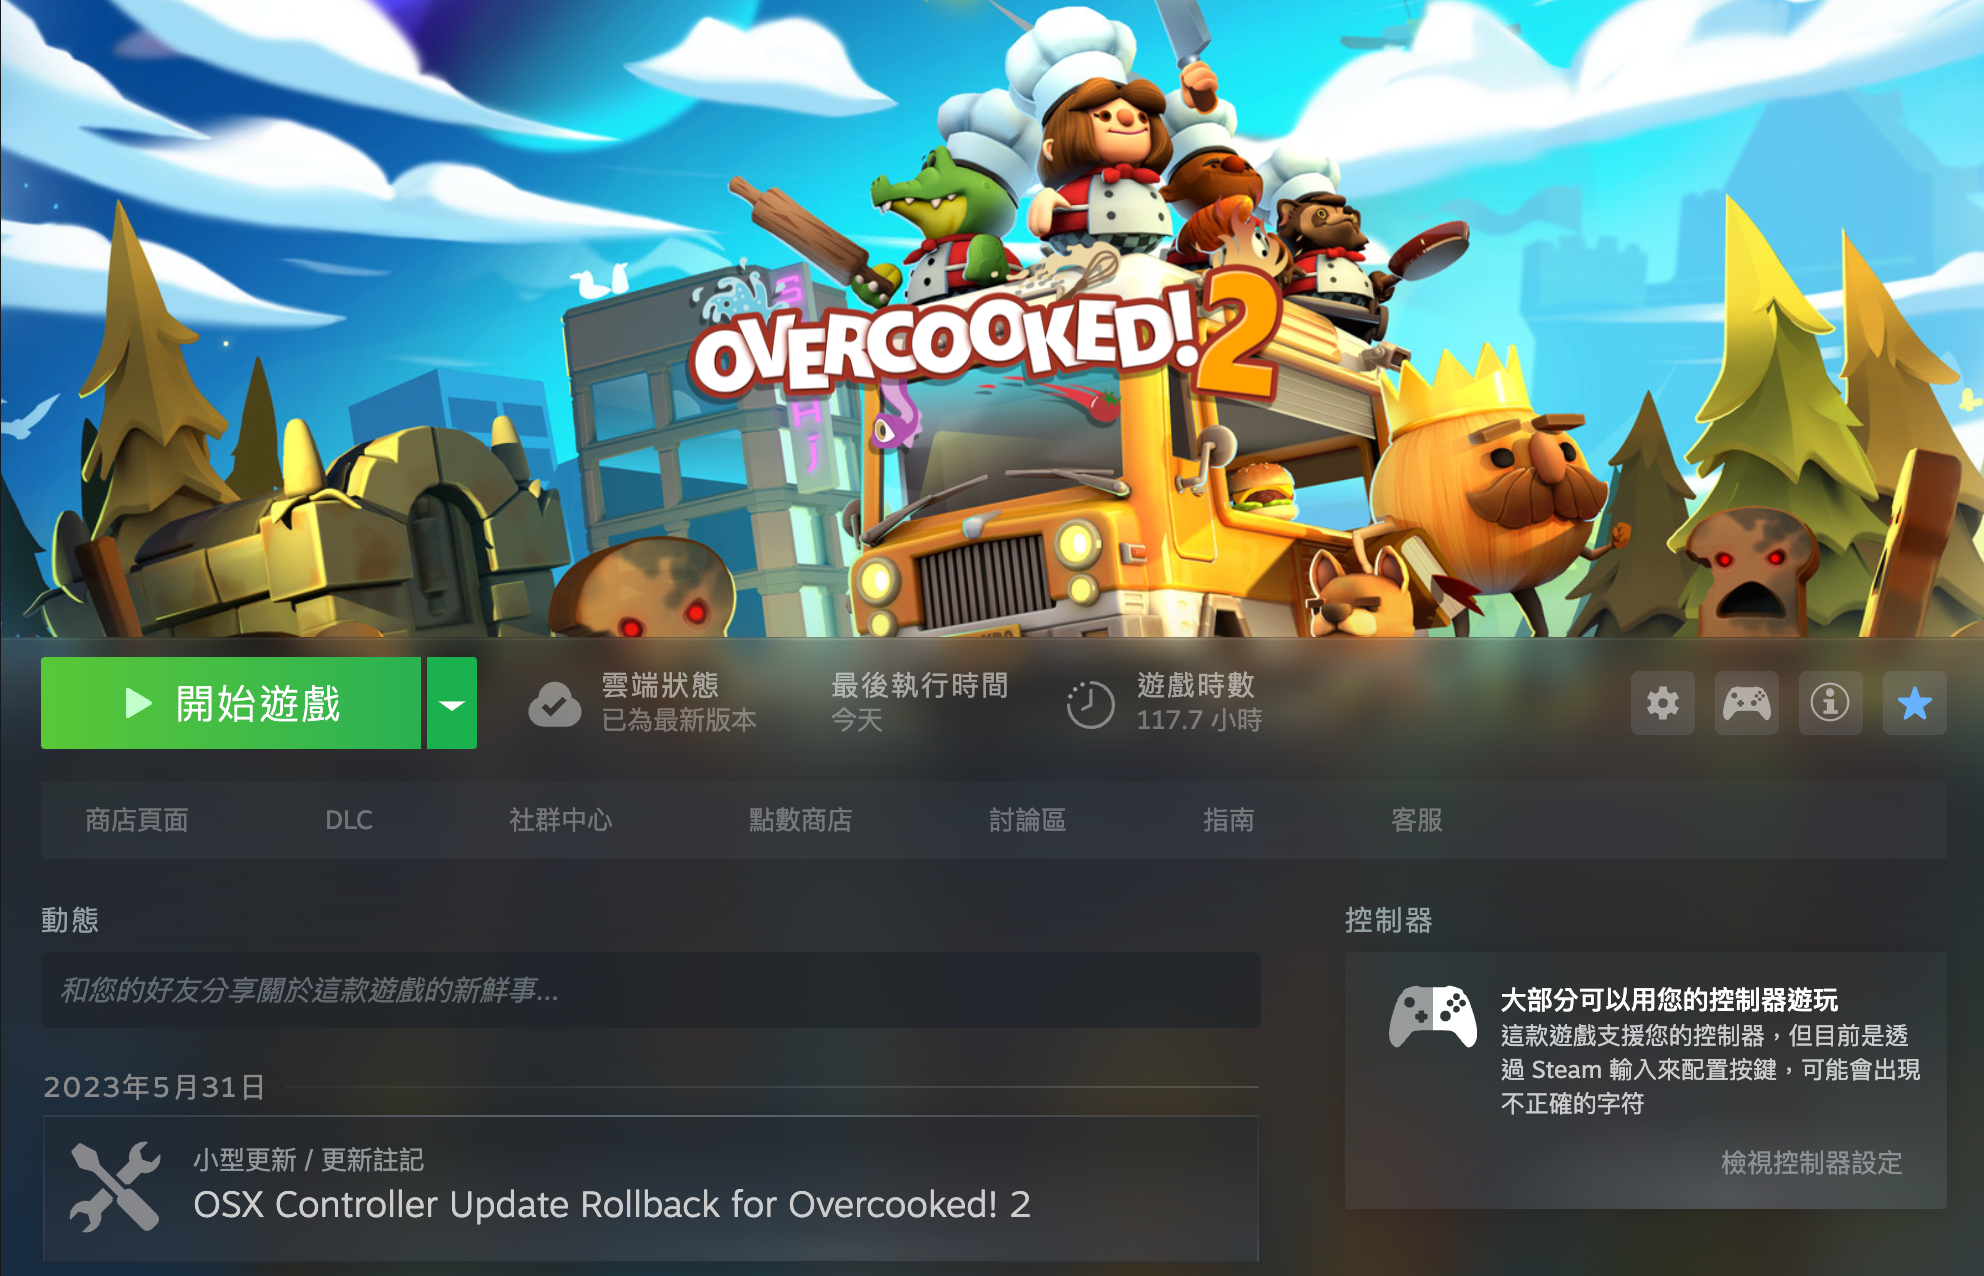 OVERCOOKED! 2
開始遊戲
雲端狀態
已為最新版本
最後執行時間
今天
遊戲時數
117.7 小時
商店頁面
DLC
社群中心
點數商店
討論區
指南
客服
動態
和您的好友分享關於這款遊戲的新鮮事...
2023年5月31日
小型更新 / 更新註記
OSX Controller Update Rollback for Overcooked! 2
控制器
大部分可以用您的控制器遊玩
這款遊戲支援您的控制器，但目前是透
過 Steam 輸入來配置按鍵，可能會出現
不正確的字符
檢視控制器設定